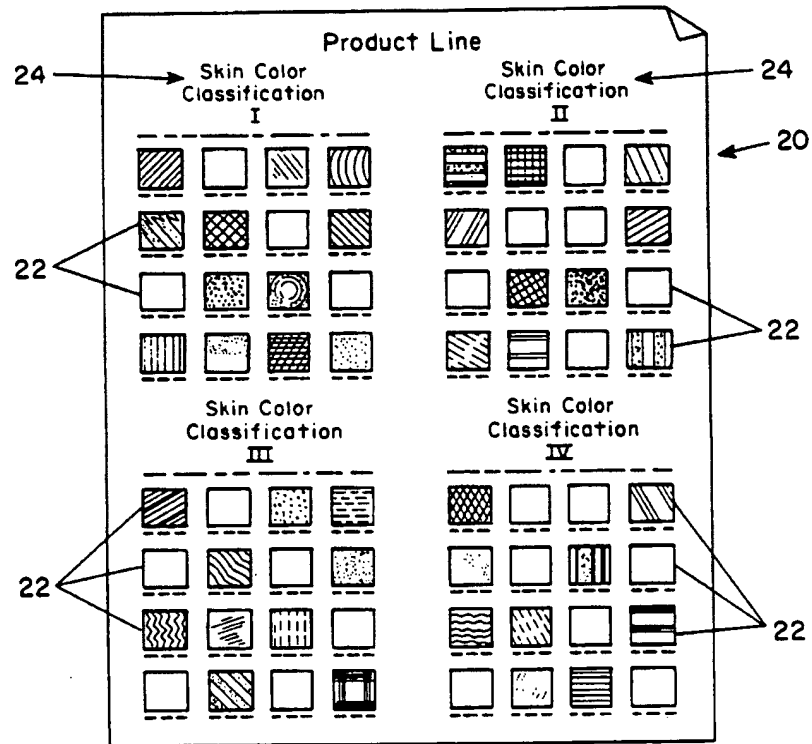 Product Line
24
Skin Color
Classification
I
Skin Color
Classification
II
24
20
22
22
Skin Color
Classification
III
Skin Color
Classification
IV
22
22